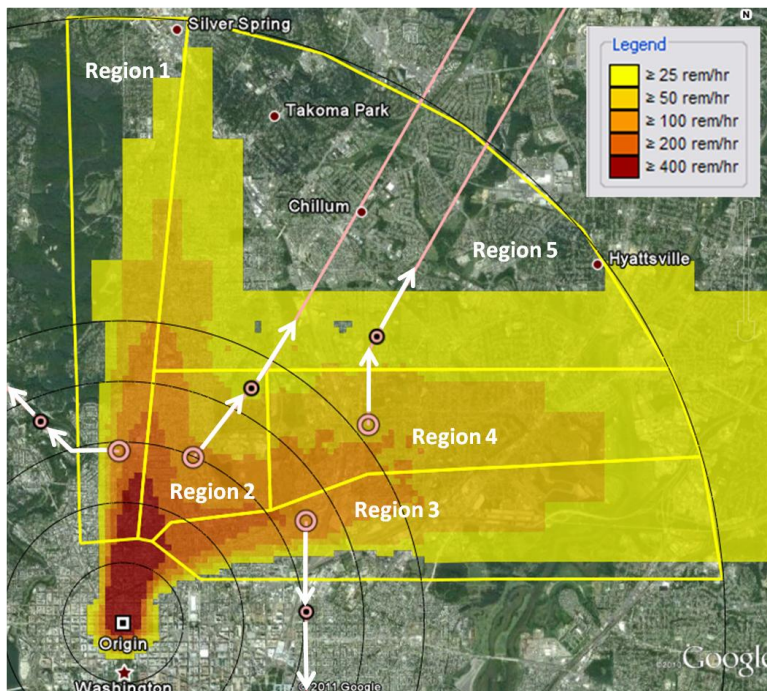 N
Silver Spring
Region 1
Legend
≥ 25 rem/hr
≥ 50 rem/hr
≥ 100 rem/hr
≥ 200 rem/hr
≥ 400 rem/hr
Takoma Park
Chillum
Region 5
Hyattsville
Region 4
Region 2
Region 3
Origin
Washington
© 2011 Google
Google